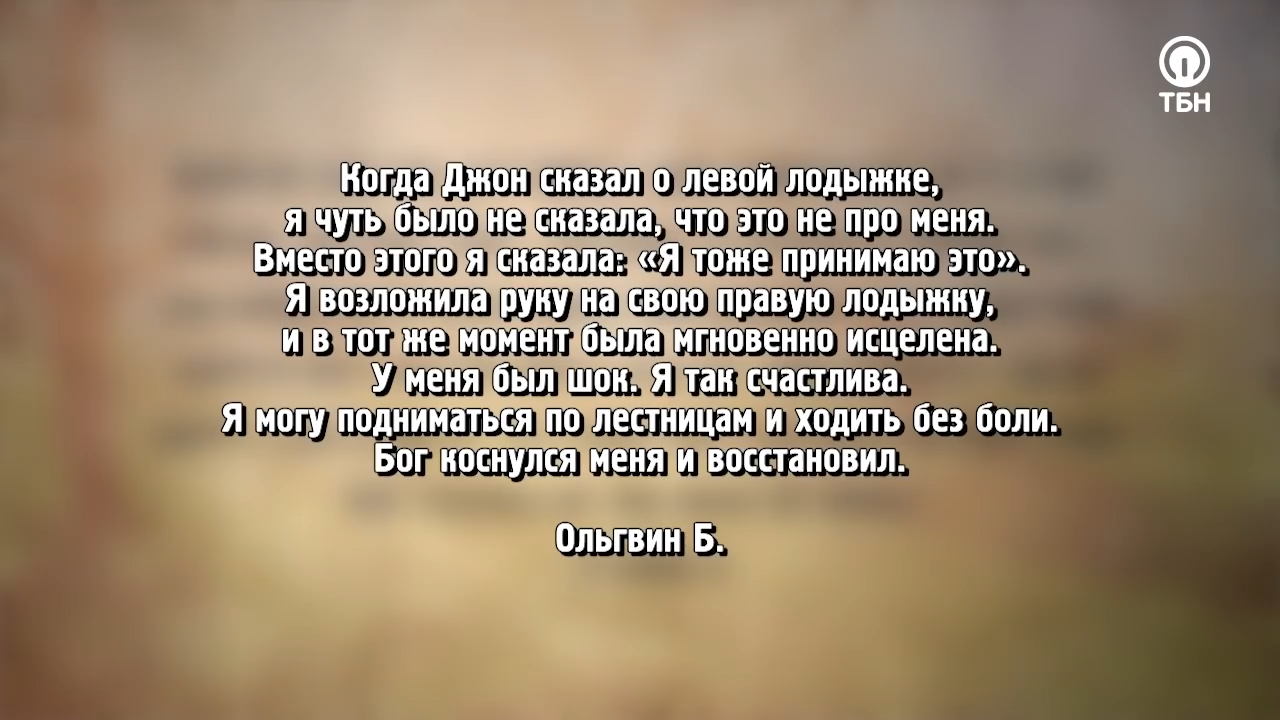 ТБН
Когда Джон сказал о левой лодыжке,
я чуть было не сказала, что это не про меня.
Вместо этого я сказала: «Я тоже принимаю это».
Я возложила руку на свою правую лодыжку,
и в тот же момент была мгновенно исцелена.
У меня был шок. Я так счастлива.
Я могу подниматься по лестницам и ходить без боли.
Бог коснулся меня и восстановил.
Ольгвин Б.